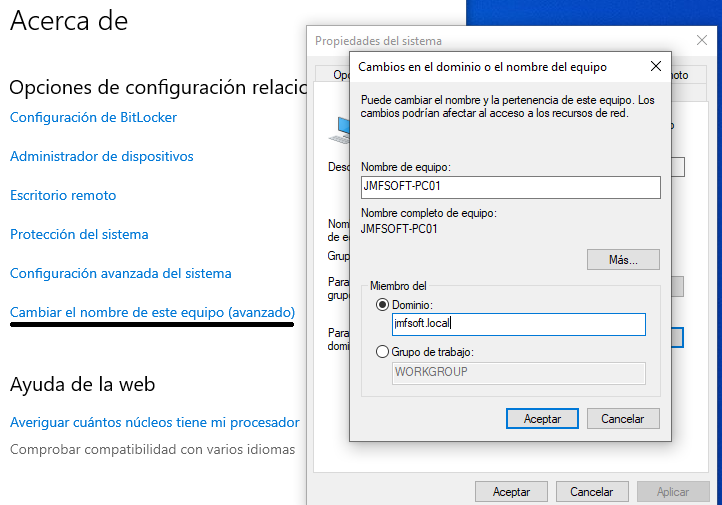 Acerca de
Opciones de configuración relacio
Configuración de BitLocker
Administrador de dispositivos
Escritorio remoto
Protección del sistema
Configuración avanzada del sistema
Cambiar el nombre de este equipo (avanzado)
Ayuda de la web
Averiguar cuántos núcleos tiene mi procesador
Comprobar compatibilidad con varios idiomas
Propiedades del sistema
Cambios en el dominio o el nombre del equipo
Puede cambiar el nombre y la pertenencia de este equipo. Los
cambios podrían afectar al acceso a los recursos de red.
Nombre de equipo:
JMFSOFT-PC01
Nombre completo de equipo:
JMFSOFT-PC01
Más...
Miembro del
Dominio:
jmfsoft.local
Grupo de trabajo:
WORKGROUP
Aceptar
Cancelar
Desc
Nom
de e
Grup
Para
grup
Para
domi
Aceptar
Cancelar
Aplicar